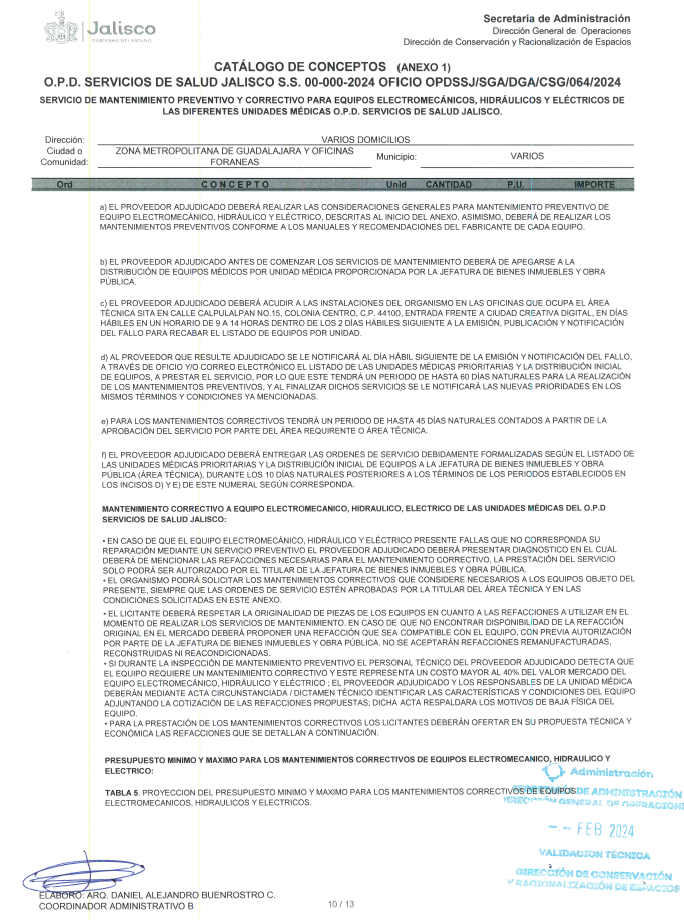 Jalisco
GOBIERNO DEL ESTADO
Secretaría de Administración
Dirección General de Operaciones
Dirección de Conservación y Racionalización de Espacios
CATÁLOGO DE CONCEPTOS (ANEXO 1)
O.P.D. SERVICIOS DE SALUD JALISCO S.S. 00-000-2024 OFICIO OPDSSJ/SGA/DGA/CSG/064/2024
SERVICIO DE MANTENIMIENTO PREVENTIVO Y CORRECTIVO PARA EQUIPOS ELECTROMECÁNICOS, HIDRÁULICOS Y ELÉCTRICOS DE
LAS DIFERENTES UNIDADES MÉDICAS O.P.D. SERVICIOS DE SALUD JALISCO.
Dirección: VARIOS DOMICILIOS
Ciudad o Comunidad: ZONA METROPOLITANA DE GUADALAJARA Y OFICINAS FORANEAS Municipio: VARIOS
Ord CONCEPTO Unid CANTIDAD P.U. IMPORTE
a) EL PROVEEDOR ADJUDICADO DEBERÁ REALIZAR LAS CONSIDERACIONES GENERALES PARA MANTENIMIENTO PREVENTIVO DE
EQUIPO ELECTROMECÁNICO, HIDRÁULICO Y ELÉCTRICO, DESCRITAS AL INICIO DEL ANEXO. ASIMISMO, DEBERÁ DE REALIZAR LOS
MANTENIMIENTOS PREVENTIVOS CONFORME A LOS MANUALES Y RECOMENDACIONES DEL FABRICANTE DE CADA EQUIPO.
b) EL PROVEEDOR ADJUDICADO ANTES DE COMENZAR LOS SERVICIOS DE MANTENIMIENTO DEBERÁ DE APEGARSE A LA
DISTRIBUCIÓN DE EQUIPOS MÉDICOS POR UNIDAD MÉDICA PROPORCIONADA POR LA JEFATURA DE BIENES INMUEBLES Y OBRA
PÚBLICA.
c) EL PROVEEDOR ADJUDICADO DEBERÁ ACUDIR A LAS INSTALACIONES DEL ORGANISMO EN LAS OFICINAS QUE OCUPA EL ÁREA
TÉCNICA SITA EN CALLE CALPULALPAN NO.15, COLONIA CENTRO, C.P. 44100, ENTRADA FRENTE A CIUDAD CREATIVA DIGITAL, EN DÍAS
HÁBILES EN UN HORARIO DE 9 A 14 HORAS DENTRO DE LOS 2 DÍAS HÁBILES SIGUIENTE A LA EMISIÓN, PUBLICACIÓN Y NOTIFICACIÓN
DEL FALLO PARA RECABAR EL LISTADO DE EQUIPOS POR UNIDAD.
d) AL PROVEEDOR QUE RESULTE ADJUDICADO SE LE NOTIFICARÁ AL DÍA HÁBIL SIGUIENTE DE LA EMISIÓN Y NOTIFICACIÓN DEL FALLO,
A TRAVÉS DE OFICIO Y/O CORREO ELECTRÓNICO EL LISTADO DE LAS UNIDADES MÉDICAS PRIORITARIAS Y LA DISTRIBUCIÓN INICIAL
DE EQUIPOS, A PRESTAR EL SERVICIO, POR LO QUE ESTE TENDRÁ UN PERIODO DE HASTA 60 DÍAS NATURALES PARA LA REALIZACIÓN
DE LOS MANTENIMIENTOS PREVENTIVOS, Y AL FINALIZAR DICHOS SERVICIOS SE LE NOTIFICARÁ LAS NUEVAS PRIORIDADES EN LOS
MISMOS TÉRMINOS Y CONDICIONES YA MENCIONADAS.
e) PARA LOS MANTENIMIENTOS CORRECTIVOS TENDRÁ UN PERIODO DE HASTA 45 DÍAS NATURALES CONTADOS A PARTIR DE LA
APROBACIÓN DEL SERVICIO POR PARTE DEL ÁREA REQUIRENTE O ÁREA TÉCNICA.
f) EL PROVEEDOR ADJUDICADO DEBERÁ ENTREGAR LAS ORDENES DE SERVICIO DEBIDAMENTE FORMALIZADAS SEGÚN EL LISTADO DE
LAS UNIDADES MÉDICAS PRIORITARIAS Y LA DISTRIBUCIÓN INICIAL DE EQUIPOS A LA JEFATURA DE BIENES INMUEBLES Y OBRA
PÚBLICA (ÁREA TÉCNICA), DURANTE LOS 10 DÍAS NATURALES POSTERIORES A LOS TÉRMINOS DE LOS PERIODOS ESTABLECIDOS EN
LOS INCISOS D) Y E) DE ESTE NUMERAL SEGÚN CORRESPONDA.
MANTENIMIENTO CORRECTIVO A EQUIPO ELECTROMECANICO, HIDRAULICO, ELECTRICO DE LAS UNIDADES MÉDICAS DEL O.P.D
SERVICIOS DE SALUD JALISCO:
• EN CASO DE QUE EL EQUIPO ELECTROMECÁNICO, HIDRÁULICO Y ELÉCTRICO PRESENTE FALLAS QUE NO CORRESPONDA SU
REPARACIÓN MEDIANTE UN SERVICIO PREVENTIVO EL PROVEEDOR ADJUDICADO DEBERÁ PRESENTAR DIAGNOSTICO EN EL CUAL
DEBERÁ DE MENCIONAR LAS REFACCIONES NECESARIAS PARA EL MANTENIMIENTO CORRECTIVO, LA PRESTACIÓN DEL SERVICIO
SOLO PODRÁ SER AUTORIZADO POR EL TITULAR DE LA JEFATURA DE BIENES INMUEBLES Y OBRA PÚBLICA.
• EL ORGANISMO PODRÁ SOLICITAR LOS MANTENIMIENTOS CORRECTIVOS QUE CONSIDERE NECESARIOS A LOS EQUIPOS OBJETO DEL
PRESENTE, SIEMPRE QUE LAS ORDENES DE SERVICIO ESTÉN APROBADAS POR LA TITULAR DEL ÁREA TÉCNICA Y EN LAS
CONDICIONES SOLICITADAS EN ESTE ANEXO.
• EL LICITANTE DEBERÁ RESPETAR LA ORIGINALIDAD DE PIEZAS DE LOS EQUIPOS EN CUANTO A LAS REFACCIONES A UTILIZAR EN EL
MOMENTO DE REALIZAR LOS SERVICIOS DE MANTENIMIENTO. EN CASO DE QUE NO ENCONTRAR DISPONIBILIDAD DE LA REFACCIÓN
ORIGINAL EN EL MERCADO DEBERÁ PROPONER UNA REFACCIÓN QUE SEA COMPATIBLE CON EL EQUIPO, CON PREVIA AUTORIZACIÓN
POR PARTE DE LA JEFATURA DE BIENES INMUEBLES Y OBRA PÚBLICA. NO SE ACEPTARÁN REFACCIONES REMANUFACTURADAS,
RECONSTRUIDAS NI REACONDICIONADAS.
• SI DURANTE LA INSPECCIÓN DE MANTENIMIENTO PREVENTIVO EL PERSONAL TÉCNICO DEL PROVEEDOR ADJUDICADO DETECTA QUE
EL EQUIPO REQUIERE UN MANTENIMIENTO CORRECTIVO Y ESTE REPRESENTA UN COSTO MAYOR AL 40% DEL VALOR MERCADO DEL
EQUIPO ELECTROMECÁNICO, HIDRÁULICO Y ELÉCTRICO ; EL PROVEEDOR ADJUDICADO Y LOS RESPONSABLES DE LA UNIDAD MÉDICA
DEBERÁN MEDIANTE ACTA CIRCUNSTANCIADA / DICTAMEN TÉCNICO IDENTIFICAR LAS CARACTERÍSTICAS Y CONDICIONES DEL EQUIPO
ADJUNTANDO LA COTIZACIÓN DE LAS REFACCIONES PROPUESTAS; DICHA ACTA RESPALDARA LOS MOTIVOS DE BAJA FÍSICA DEL
EQUIPO.
• PARA LA PRESTACIÓN DE LOS MANTENIMIENTOS CORRECTIVOS LOS LICITANTES DEBERÁN OFERTAR EN SU PROPUESTA TÉCNICA Y
ECONÓMICA LAS REFACCIONES QUE SE DETALLAN A CONTINUACIÓN.
PRESUPUESTO MINIMO Y MAXIMO PARA LOS MANTENIMIENTOS CORRECTIVOS DE EQUIPOS ELECTROMECANICO, HIDRAULICO Y
ELECTRICO:
TABLA 5. PROYECCION DEL PRESUPUESTO MINIMO Y MAXIMO PARA LOS MANTENIMIENTOS CORRECTIVOS DE EQUIPOS
ELECTROMECANICOS, HIDRAULICOS Y ELECTRICOS.
Administración
SECRETARÍA DE ADMINISTRACIÓN
DIRECCIÓN GENERAL DE OPERACIONES
-- FEB 2024
VALIDACION TÉCNICA
DIRECCIÓN DE CONSERVACIÓN
Y RACIONALIZACIÓN DE ESPACIOS
ELABORO: ARQ. DANIEL ALEJANDRO BUENROSTRO C.
COORDINADOR ADMINISTRATIVO B
10 / 13